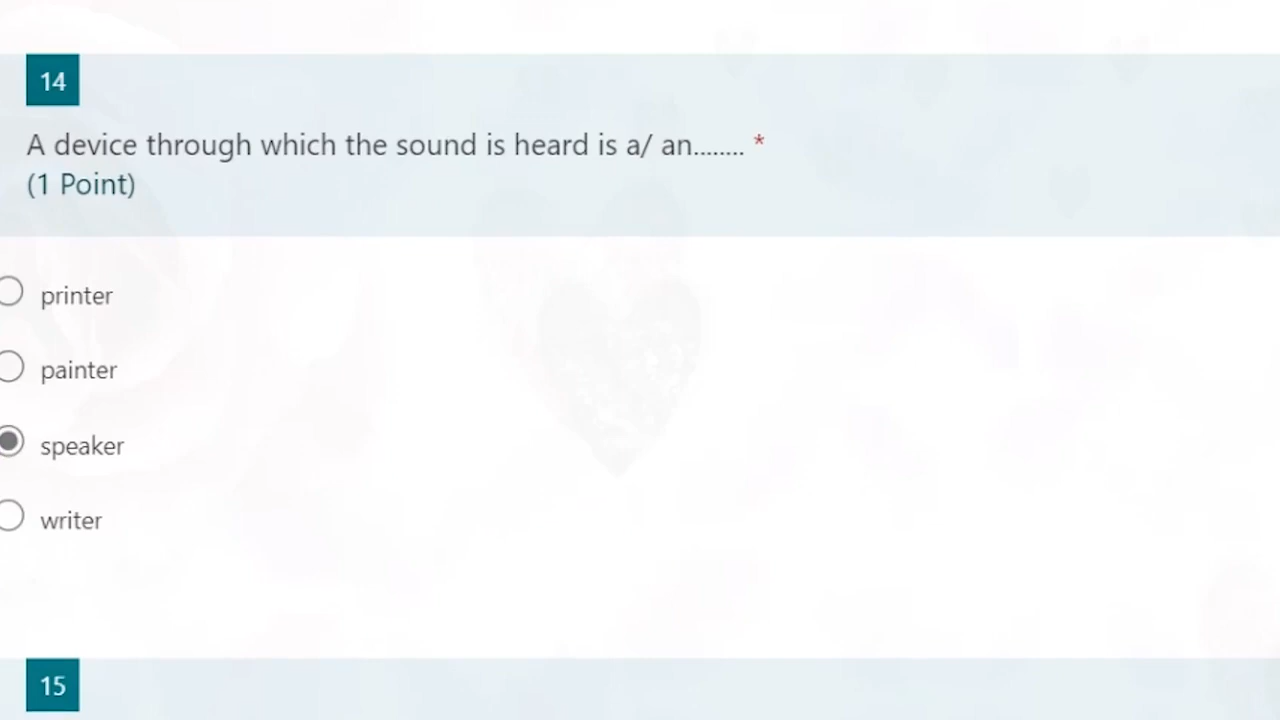 14
A device through which the sound is heard is a/ an........ *
(1 Point)
printer
painter
speaker
writer
15